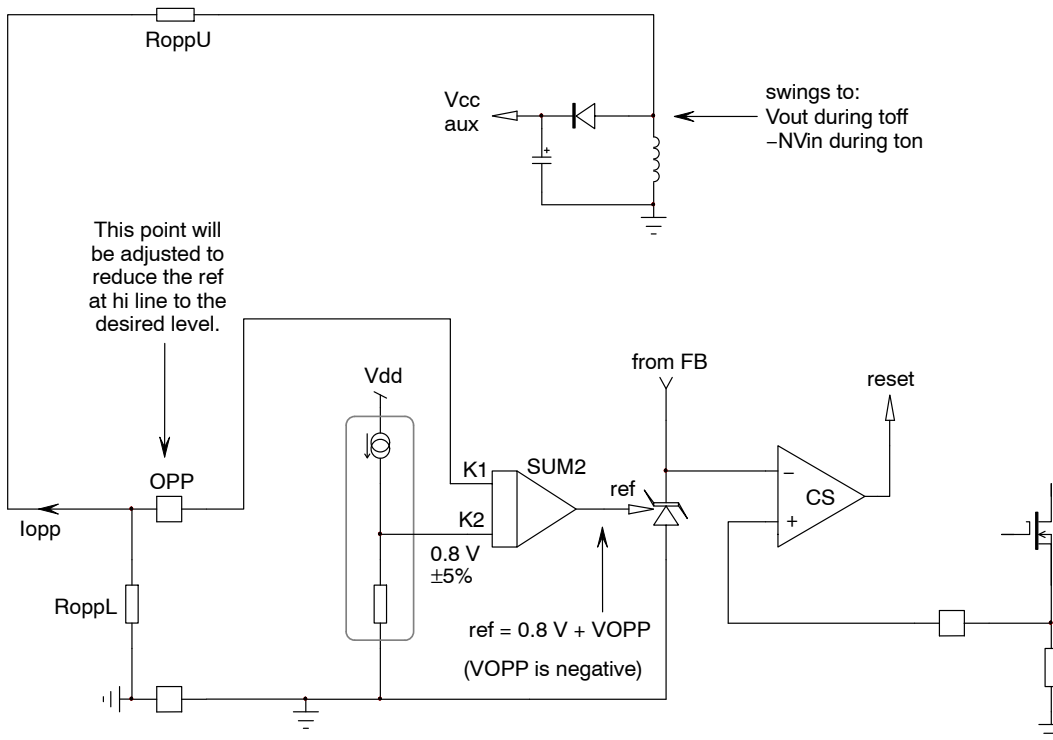 RoppU
Vcc
aux
+
swings to:
Vout during toff
−NVin during ton
This point will
be adjusted to
reduce the ref
at hi line to the
desired level.
from FB
Vdd
reset
OPP
K1
SUM2
ref
−
CS
+
K2
Iopp
0.8 V
±5%
RoppL
ref = 0.8 V + VOPP
(VOPP is negative)